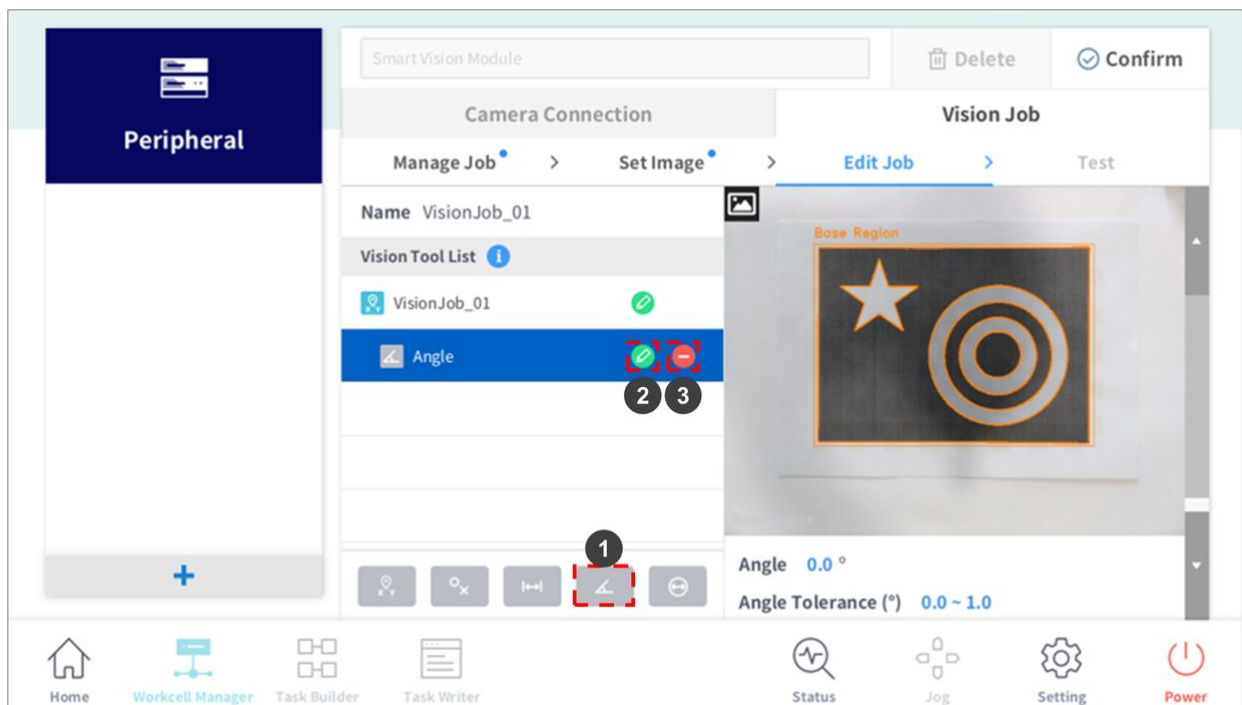 Peripheral
Smart Vision Module
Delete
Confirm
Camera Connection
Vision Job
Manage Job > Set Image > Edit Job > Test
Name VisionJob_01
Vision Tool List i
VisionJob_01
Angle
2 3
1
Base Region
Angle 0.0 °
Angle Tolerance (°) 0.0 ~ 1.0
+
Home
Workcell Manager
Task Builder
Task Writer
Status
Jog
Setting
Power